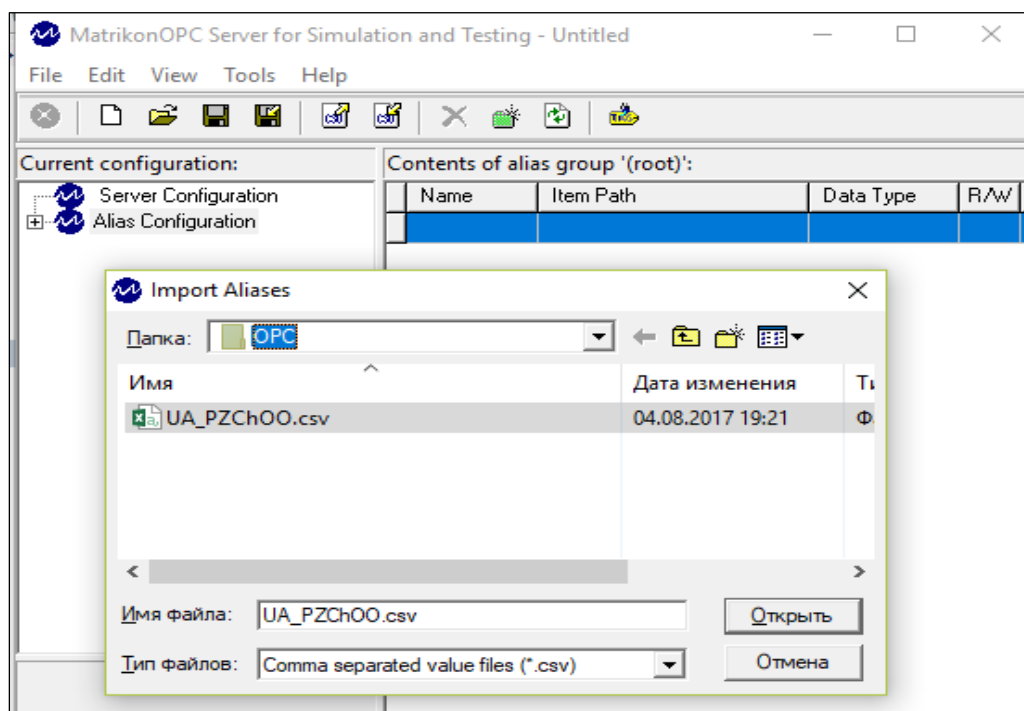 MatrikonOPC Server for Simulation and Testing - Untitled
File Edit View Tools Help
Current configuration:
Contents of alias group '(root)':
Server Configuration
Alias Configuration
Name Item Path Data Type R/W
Import Aliases
Папка: OPC
Имя Дата изменения
UA_PZChOO.csv 04.08.2017 19:21
Имя файла: UA_PZChOO.csv Открыть
Тип файлов: Comma separated value files (*.csv) Отмена